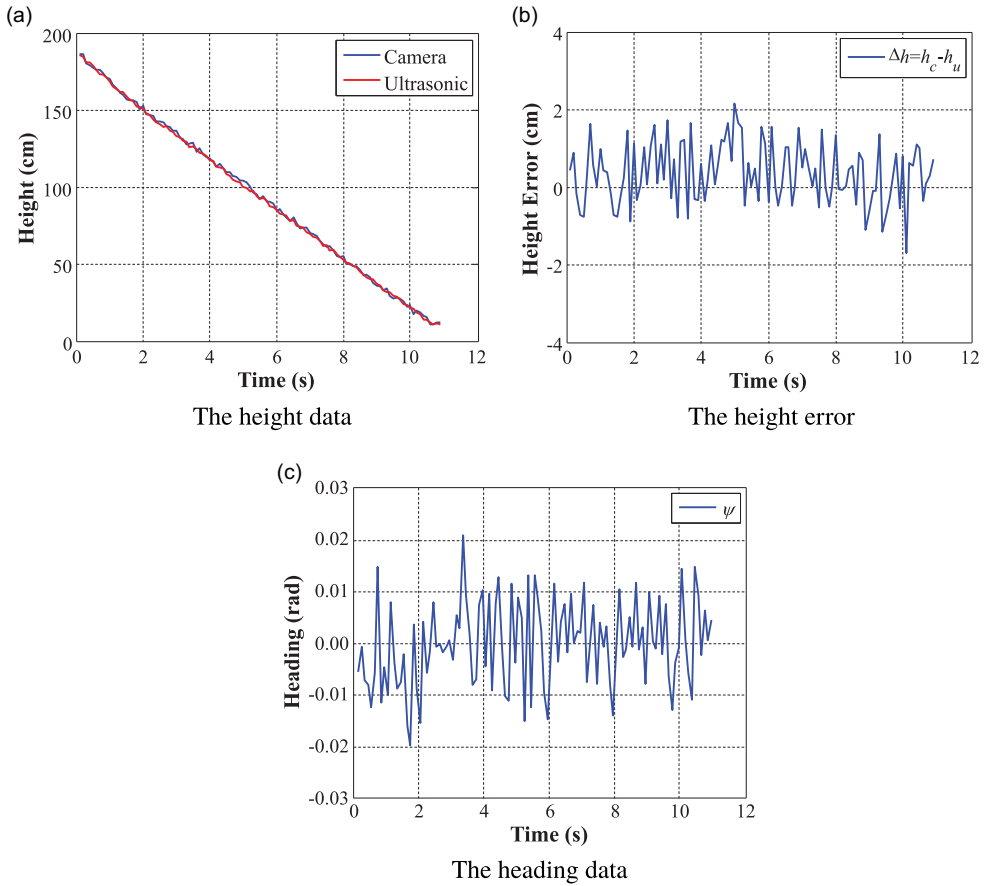 (a)
200
150
100
50
0
Height (cm)
Camera
Ultrasonic
0 2 4 6 8 10 12
Time (s)
The height data
(b)
4
2
0
-2
-4
Height Error (cm)
Δh=h_c-h_u
0 2 4 6 8 10 12
Time (s)
The height error
(c)
0.03
0.02
0.01
0.00
-0.01
-0.02
-0.03
Heading (rad)
ψ
0 2 4 6 8 10 12
Time (s)
The heading data